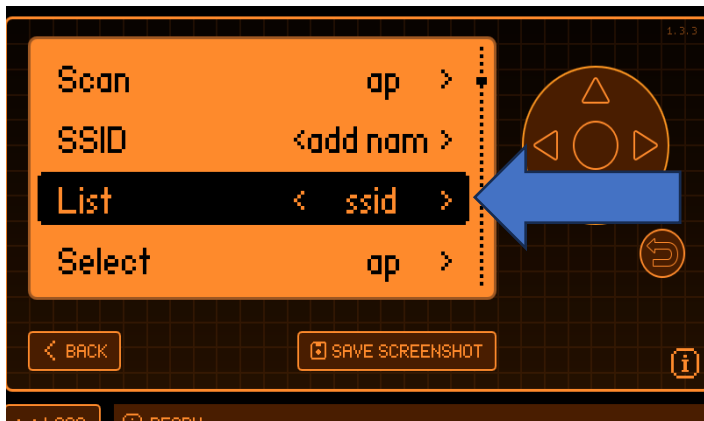 1.3.3
Scan ap >
SSID <add nam >
List < ssid >
Select ap >
BACK
SAVE SCREENSHOT
i